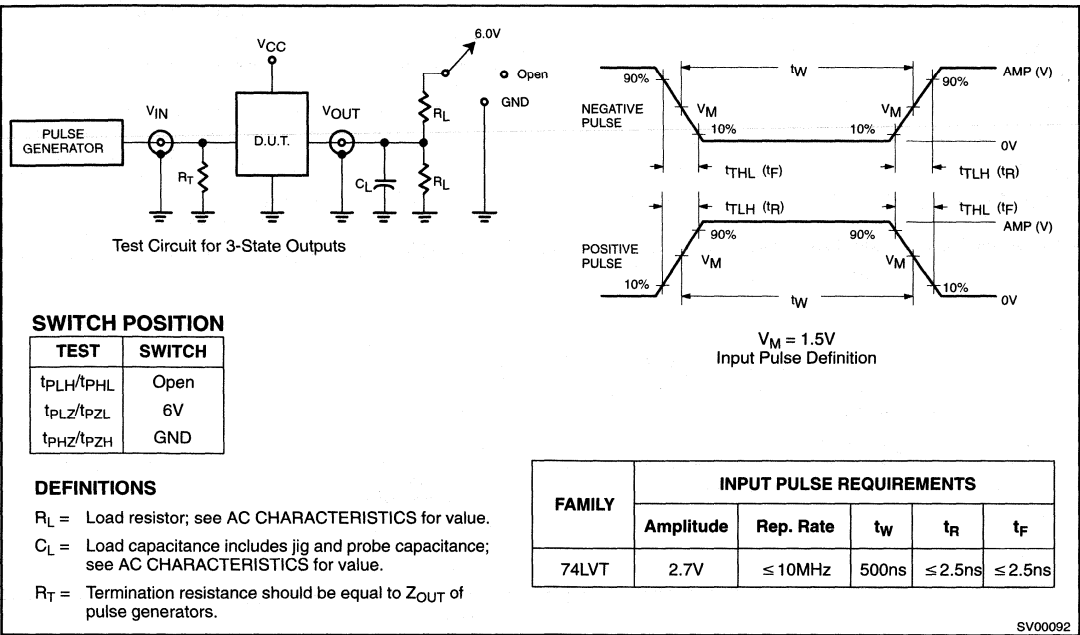 6.0V
VCC
Open
VIN
VOUT
RL
GND
PULSE
GENERATOR
D.U.T.
RT
CL
RL
Test Circuit for 3-State Outputs
tW
AMP (V)
90%
90%
NEGATIVE
PULSE
VM
VM
10%
10%
0V
tTHL (tF)
tTLH (tR)
tTLH (tR)
tTHL (tF)
AMP (V)
90%
90%
POSITIVE
PULSE
VM
VM
10%
10%
tW
0V
VM = 1.5V
Input Pulse Definition
SWITCH POSITION
TEST SWITCH
tPLH/tPHL Open
tPLZ/tPZL 6V
tPHZ/tPZH GND
DEFINITIONS
RL = Load resistor; see AC CHARACTERISTICS for value.
CL = Load capacitance includes jig and probe capacitance;
see AC CHARACTERISTICS for value.
RT = Termination resistance should be equal to ZOUT of
pulse generators.
FAMILY INPUT PULSE REQUIREMENTS
Amplitude Rep. Rate tW tR tF
74LVT 2.7V ≤10MHz 500ns ≤2.5ns ≤2.5ns
SV00092